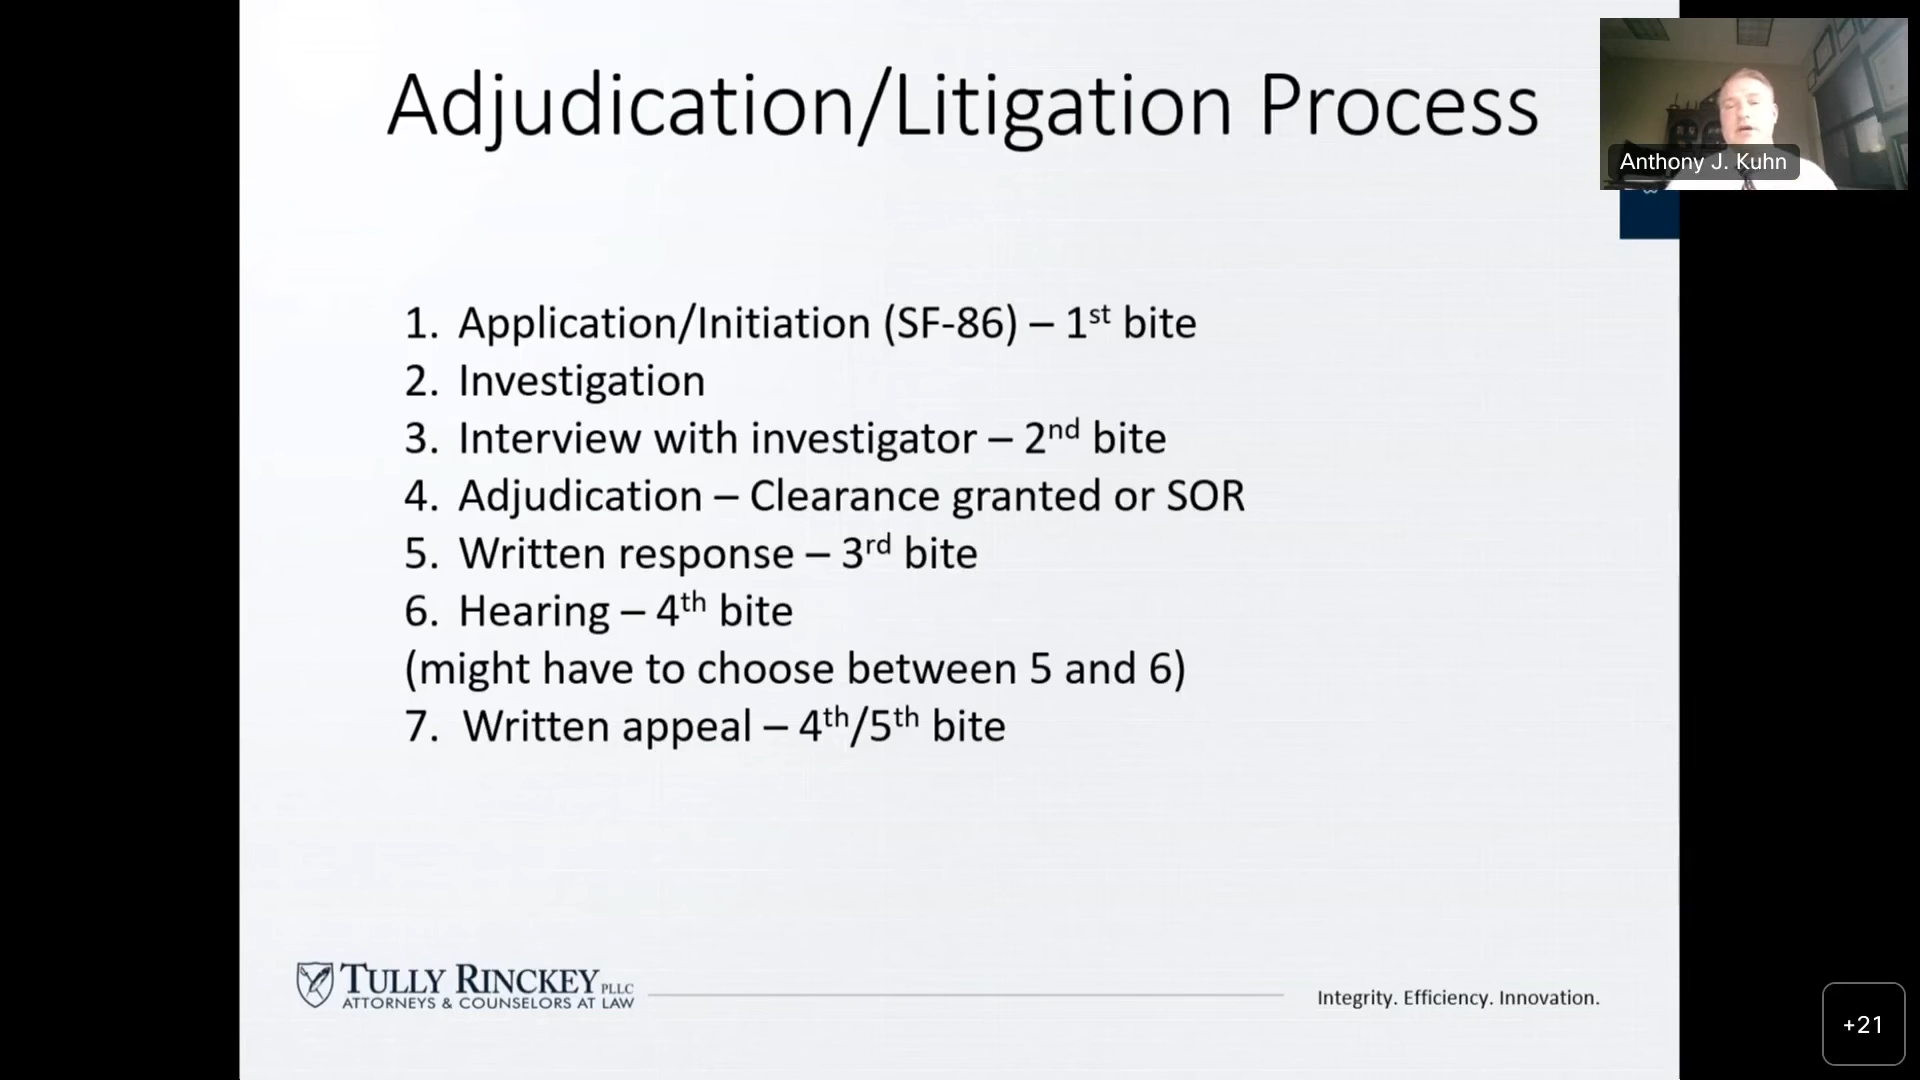 Adjudication/Litigation Process
Anthony J. Kuhn
1. Application/Initiation (SF-86) – 1st bite
2. Investigation
3. Interview with investigator – 2nd bite
4. Adjudication – Clearance granted or SOR
5. Written response – 3rd bite
6. Hearing – 4th bite
(might have to choose between 5 and 6)
7. Written appeal – 4th/5th bite
TULLY RINCKEY PLLC
ATTORNEYS & COUNSELORS AT LAW
Integrity. Efficiency. Innovation.
+21